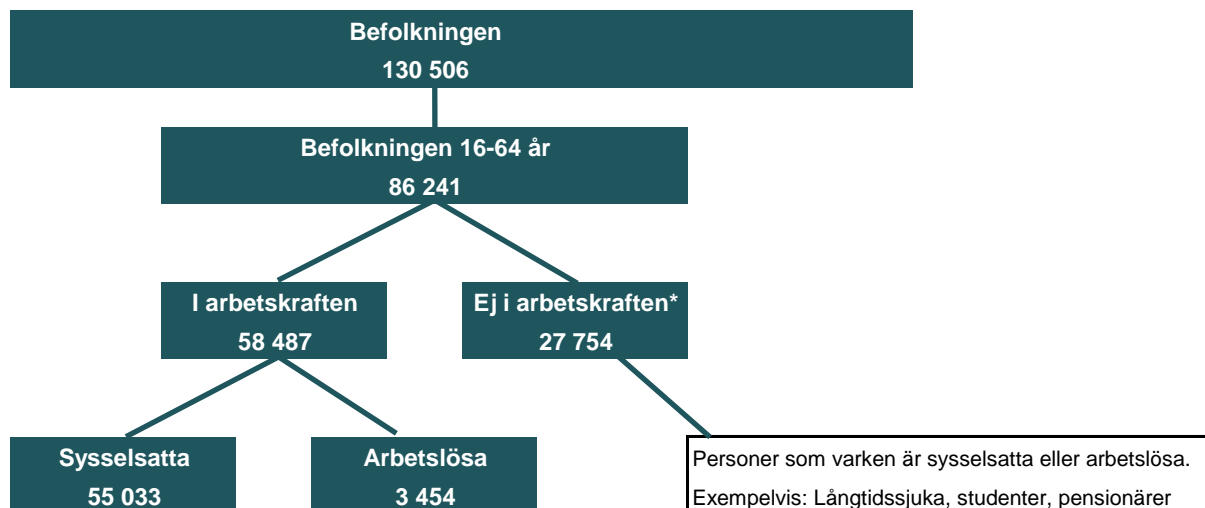 Befolkningen
130 506
Befolkningen 16-64 år
86 241
I arbetskraften
58 487
Ej i arbetskraften*
27 754
Sysselsatta
55 033
Arbetslösa
3 454
Personer som varken är sysselsatta eller arbetslösa.
Exempelvis: Långtidssjuka, studenter, pensionärer